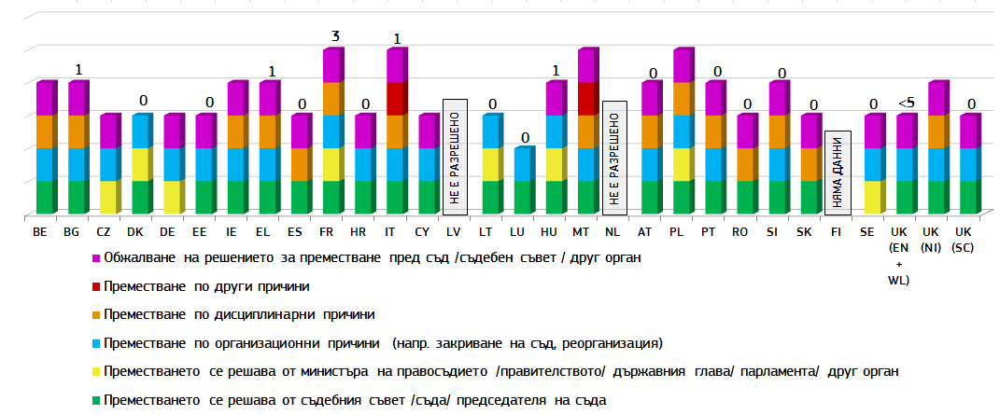 3
1
1
1
1
0
0
0
0
0
0
0
0
0
0
0
0
<5
0
НЕ Е РАЗРЕШЕНО
НЕ Е РАЗРЕШЕНО
НЯМА ДАННИ
BE BG CZ DK DE EE IE EL ES FR HR IT CY LV LT LU HU MT NL AT PL PT RO SI SK FI SE UK (EN + WL) UK (NI) UK (SC)
Обжалване на решението за преместване пред съд /съдебен съвет / друг орган
Преместване по други причини
Преместване по дисциплинарни причини
Преместване по организационни причини (напр. закриване на съд, реорганизация)
Преместването се решава от министъра на правосъдието /правителството/ държавния глава/ парламента/ друг орган
Преместването се решава от съдебния съвет /съда/ председателя на съда